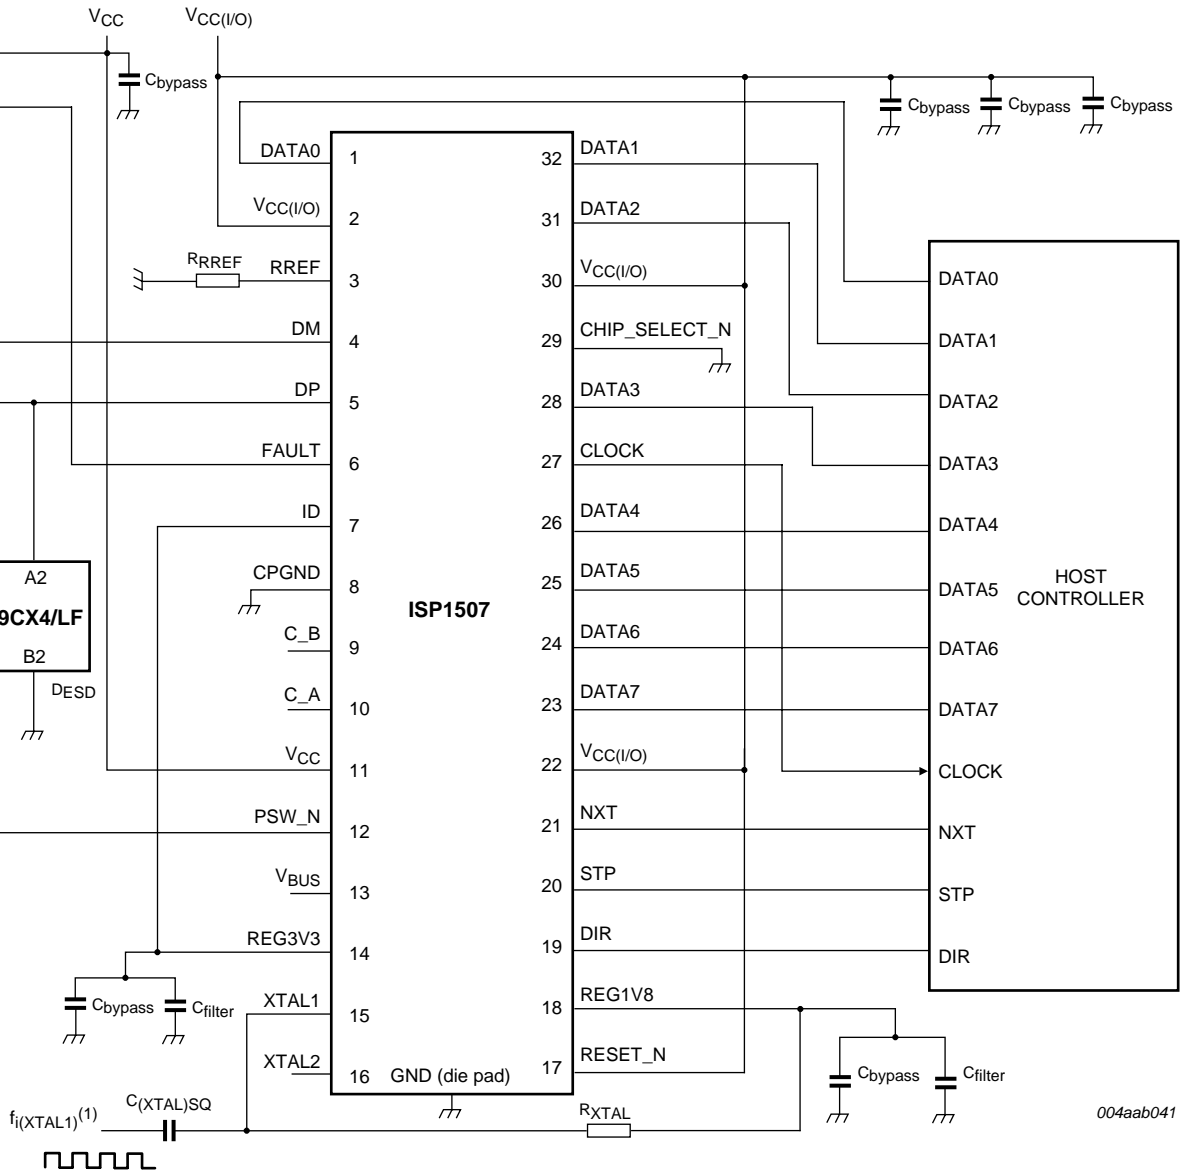 VCC
VCC(I/O)
Cbypass
Cbypass
Cbypass
Cbypass
DATA0
1
VCC(I/O)
2
RRREF
RREF
3
DM
4
DP
5
FAULT
6
ID
7
CPGND
8
C_B
9
C_A
10
VCC
11
PSW_N
12
VBUS
13
REG3V3
14
XTAL1
15
XTAL2
16
GND (die pad)
ISP1507
32
DATA1
31
DATA2
30
VCC(I/O)
29
CHIP_SELECT_N
28
DATA3
27
CLOCK
26
DATA4
25
DATA5
24
DATA6
23
DATA7
22
VCC(I/O)
21
NXT
20
STP
19
DIR
18
REG1V8
17
RESET_N
DATA0
DATA1
DATA2
DATA3
DATA4
DATA5
DATA6
DATA7
CLOCK
NXT
STP
DIR
HOST
CONTROLLER
A2
9CX4/LF
B2
DESD
Cbypass
Cfilter
fi(XTAL1)(1)
C(XTAL)SQ
RXTAL
Cbypass
Cfilter
004aab041